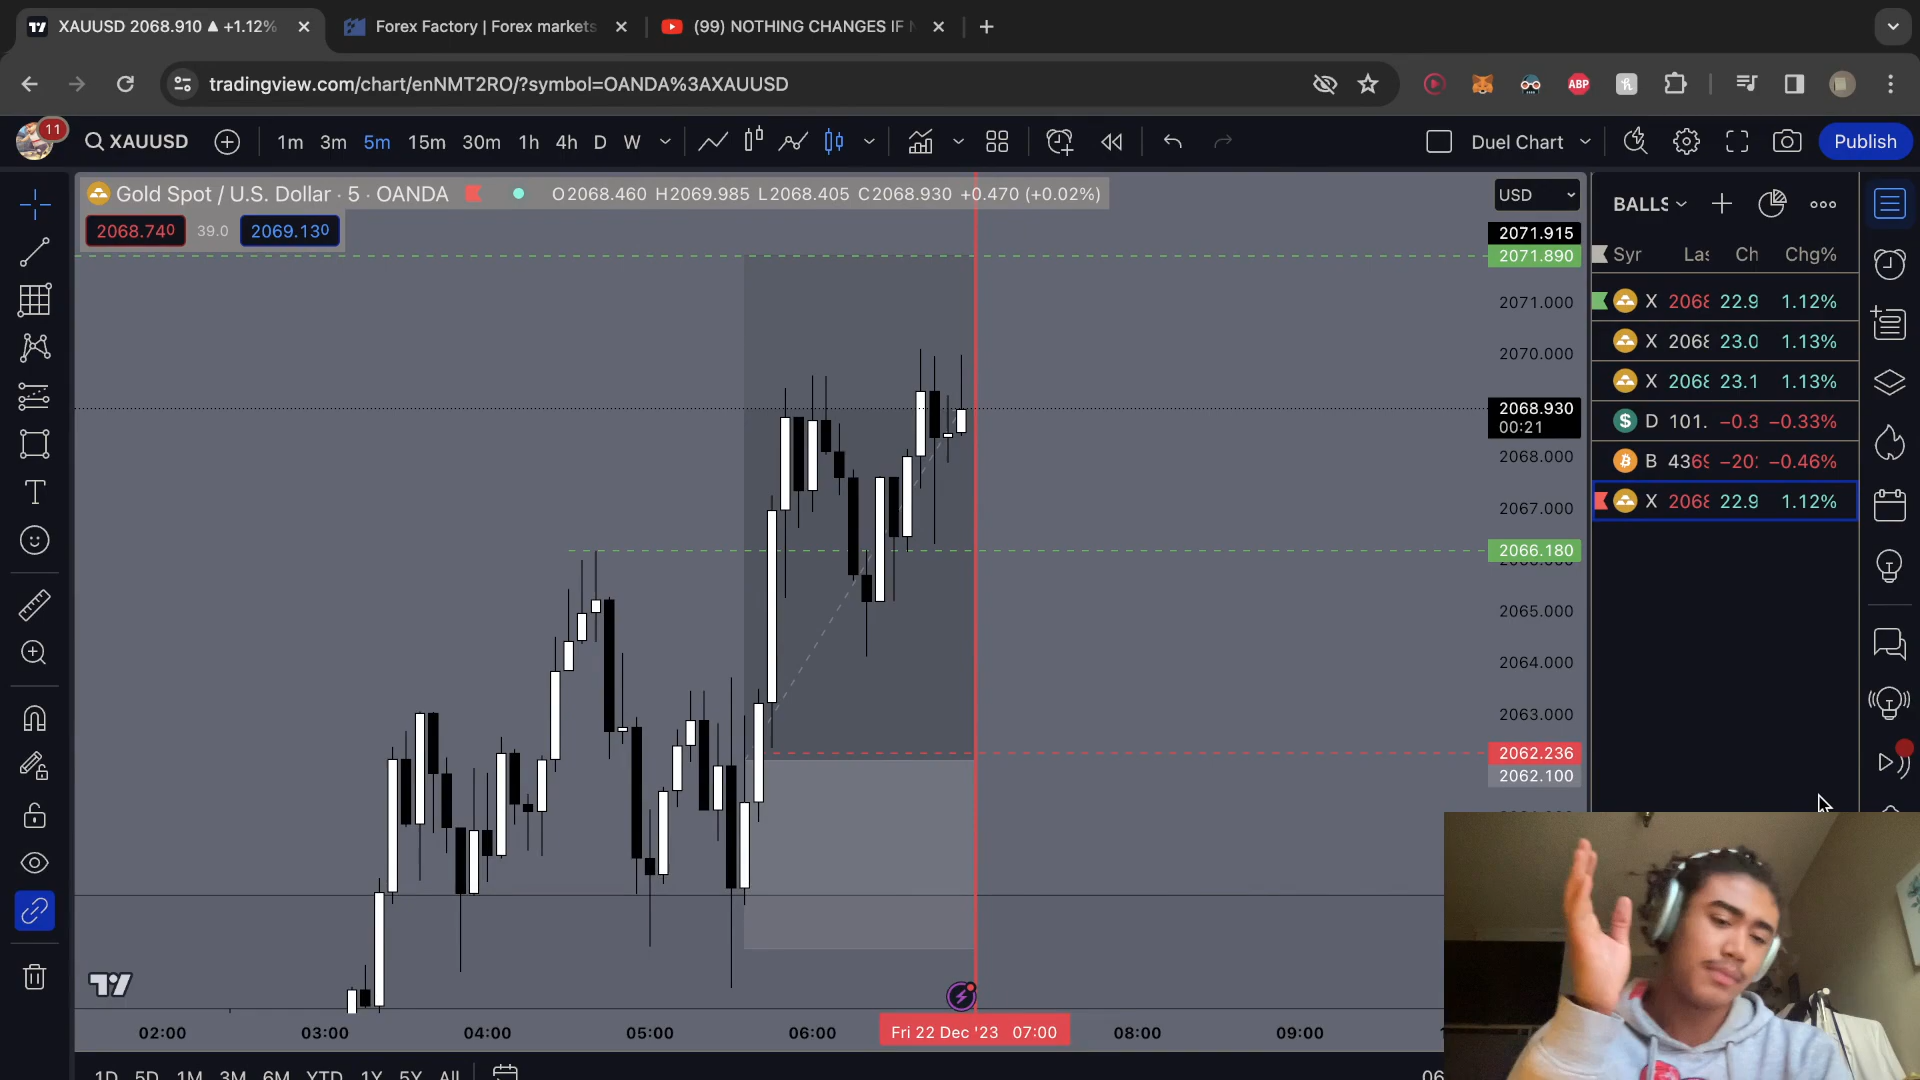 XAUUSD 2068.910 ▲ +1.12%
Forex Factory | Forex markets
(99) NOTHING CHANGES IF
tradingview.com/chart/enNMT2RO/?symbol=OANDA%3AXAUUSD
ABP
11
XAUUSD
1m 3m 5m 15m 30m 1h 4h D W
Duel Chart
Publish
Gold Spot / U.S. Dollar · 5 · OANDA
O2068.460 H2069.985 L2068.405 C2068.930 +0.470 (+0.02%)
2068.740 39.0 2069.130
USD
2071.915
2071.890
2071.000
2070.000
2068.930
00:21
2068.000
2067.000
2066.180
2065.000
2064.000
2063.000
2062.236
2062.100
BALLS
Syr Las Ch Chg%
X 2068 22.9 1.12%
X 2068 23.0 1.13%
X 2068 23.1 1.13%
D 101. −0.3 −0.33%
B 4369 −20 −0.46%
X 2068 22.9 1.12%
02:00 03:00 04:00 05:00 06:00 Fri 22 Dec '23 07:00 08:00 09:00
1D 5D 1M 3M 6M YTD 1Y 5Y All
06